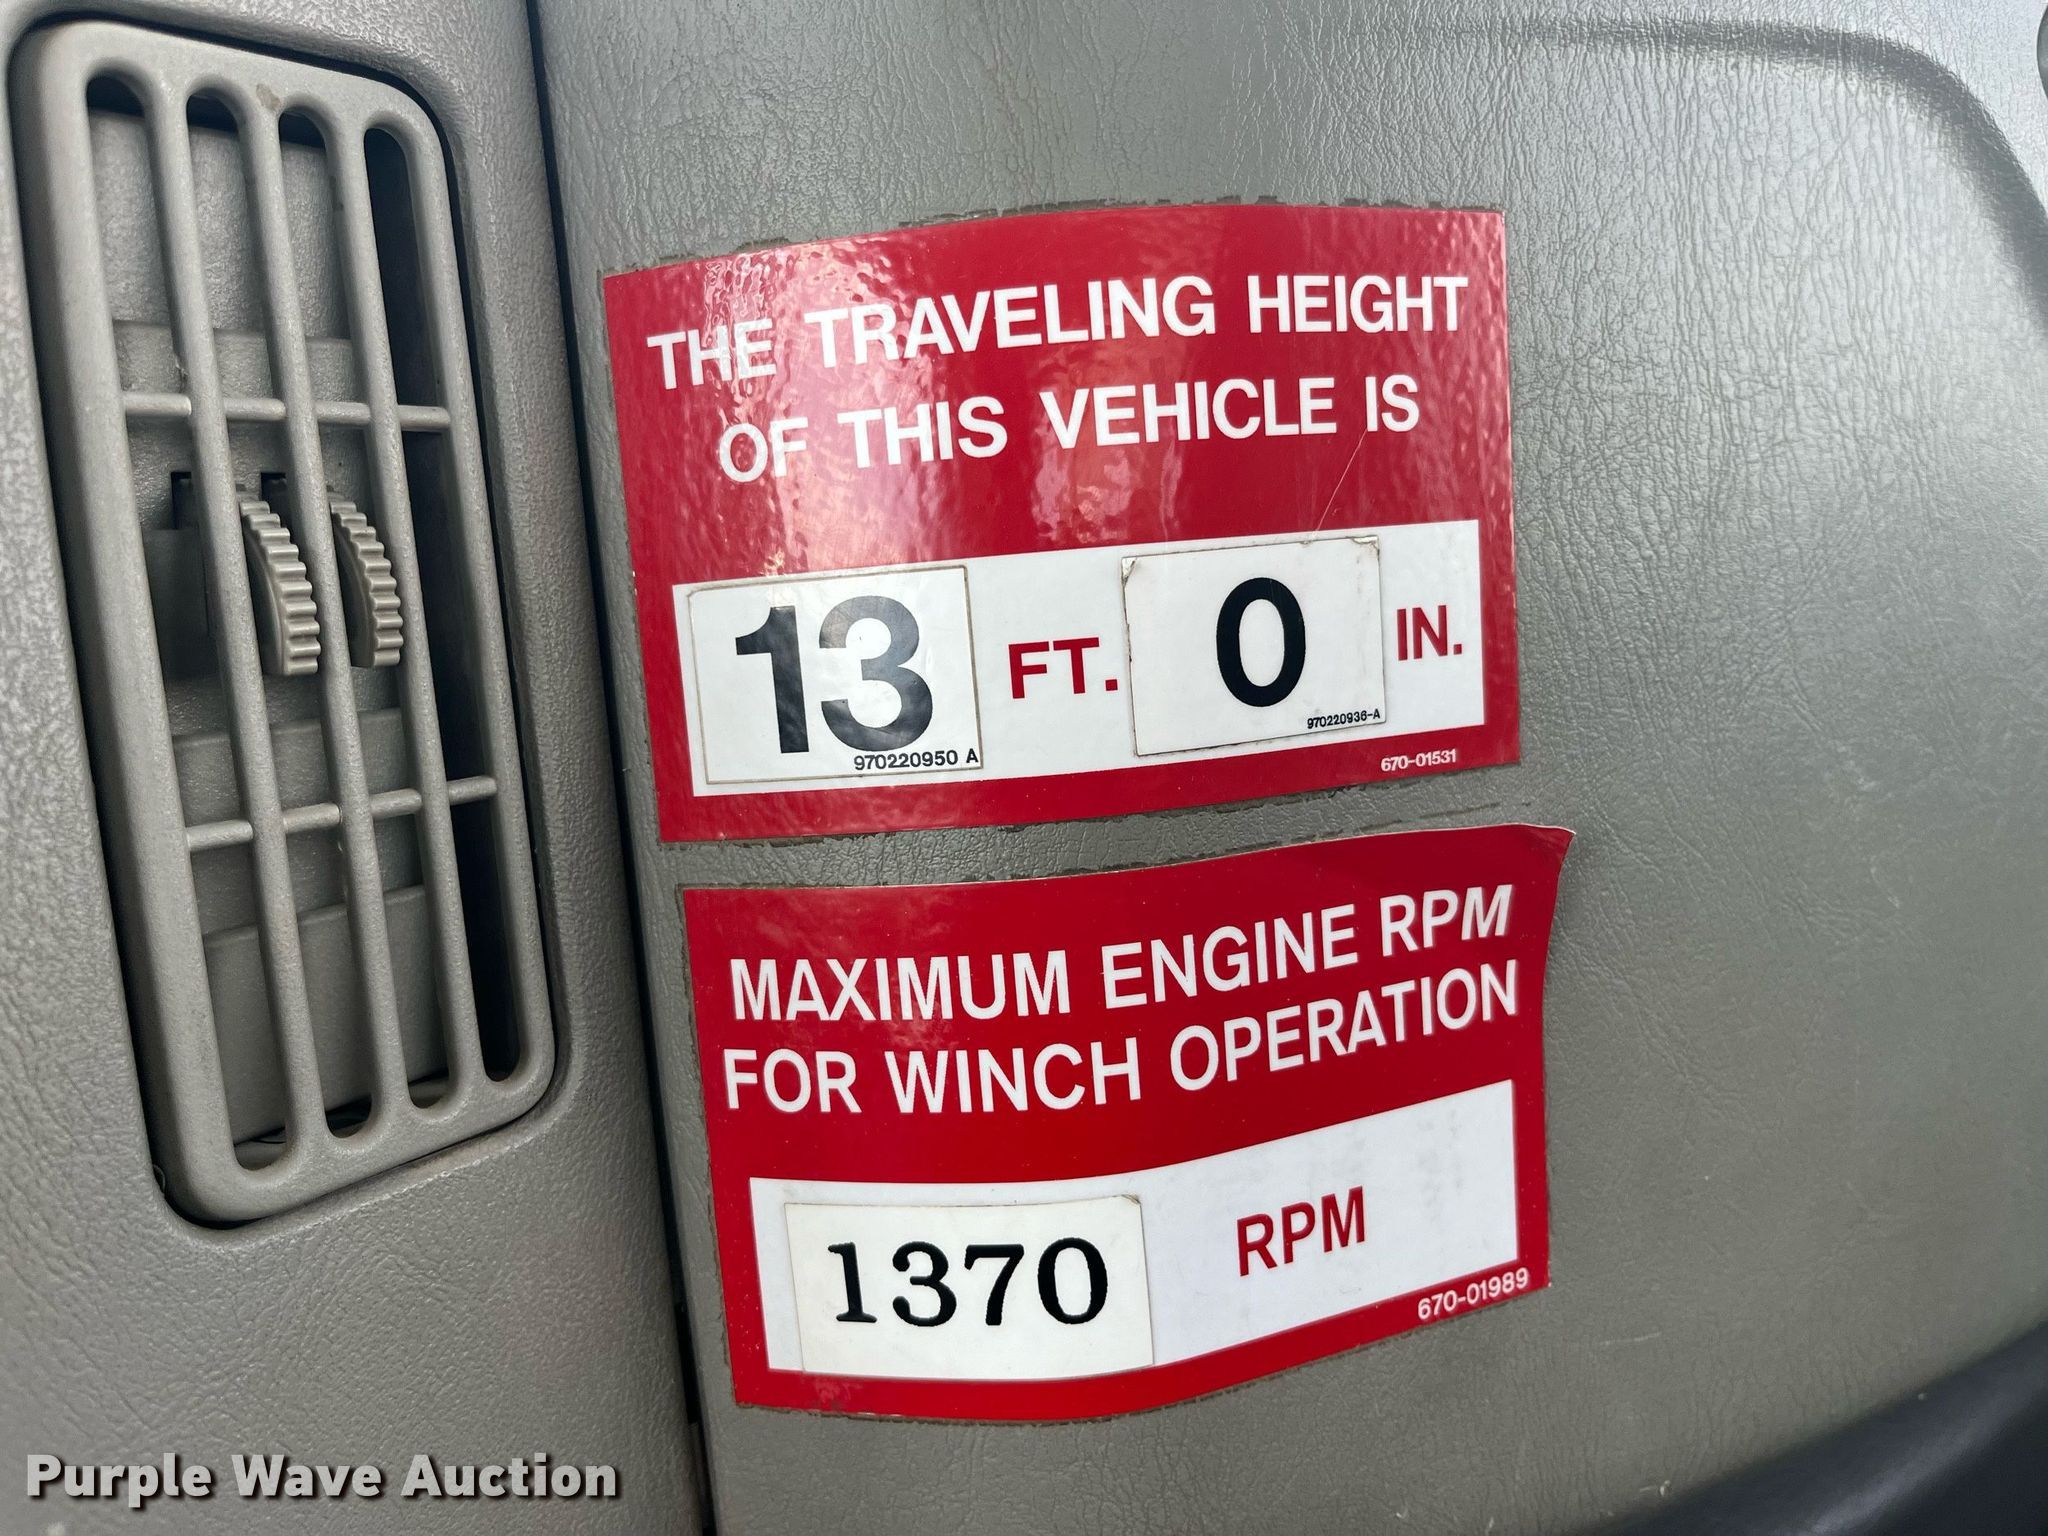 THE TRAVELING HEIGHT
OF THIS VEHICLE IS
13 FT. 0 IN.
970220950 A
970220936-A
670-01531
MAXIMUM ENGINE RPM
FOR WINCH OPERATION
1370 RPM
670-01989
Purple Wave Auction